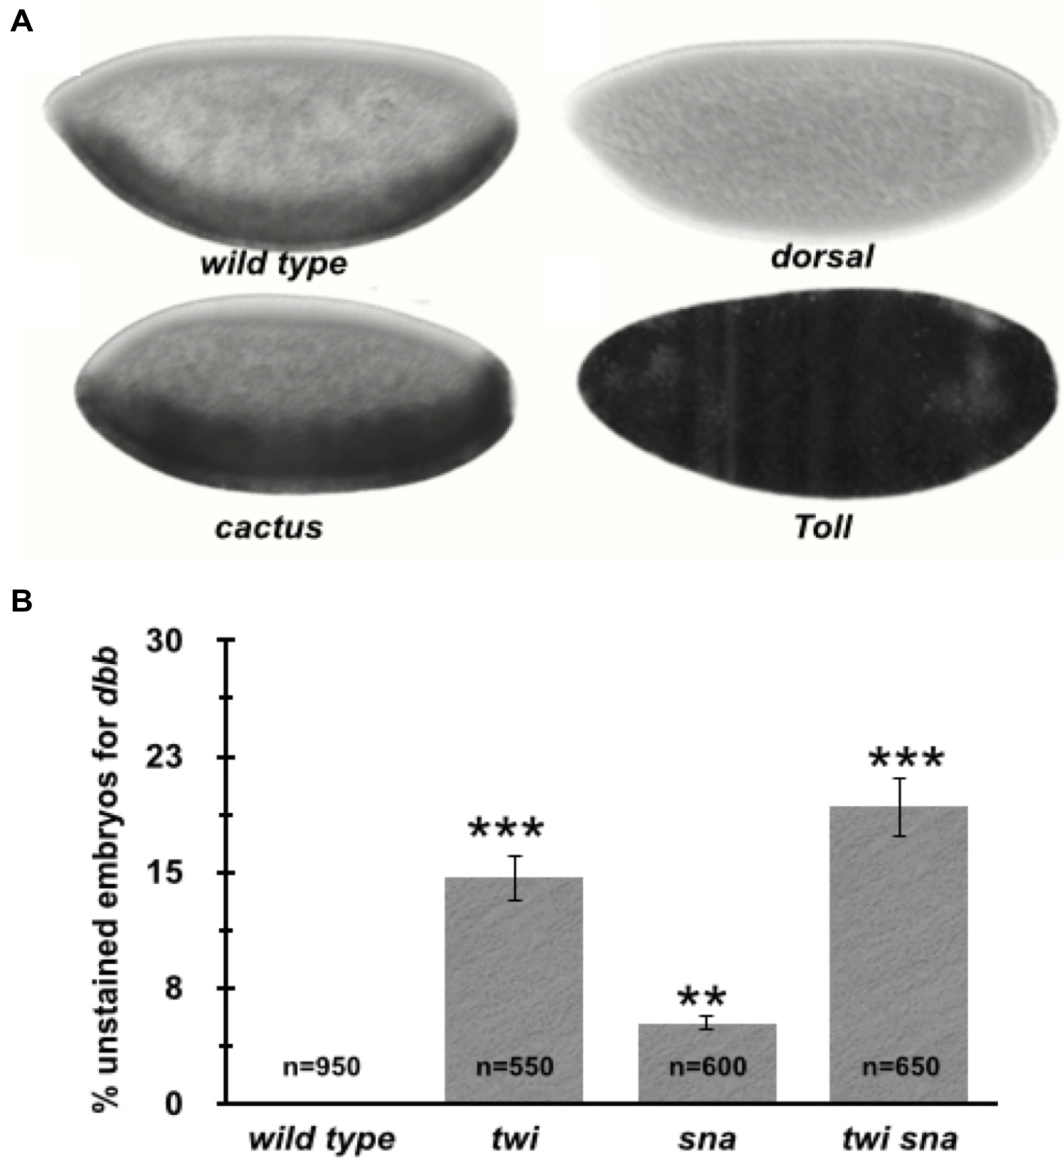 A
wild type
dorsal
cactus
Toll
B
% unstained embryos for dbb
30
23
15
8
0
***
**
***
n=950
n=550
n=600
n=650
wild type
twi
sna
twi sna